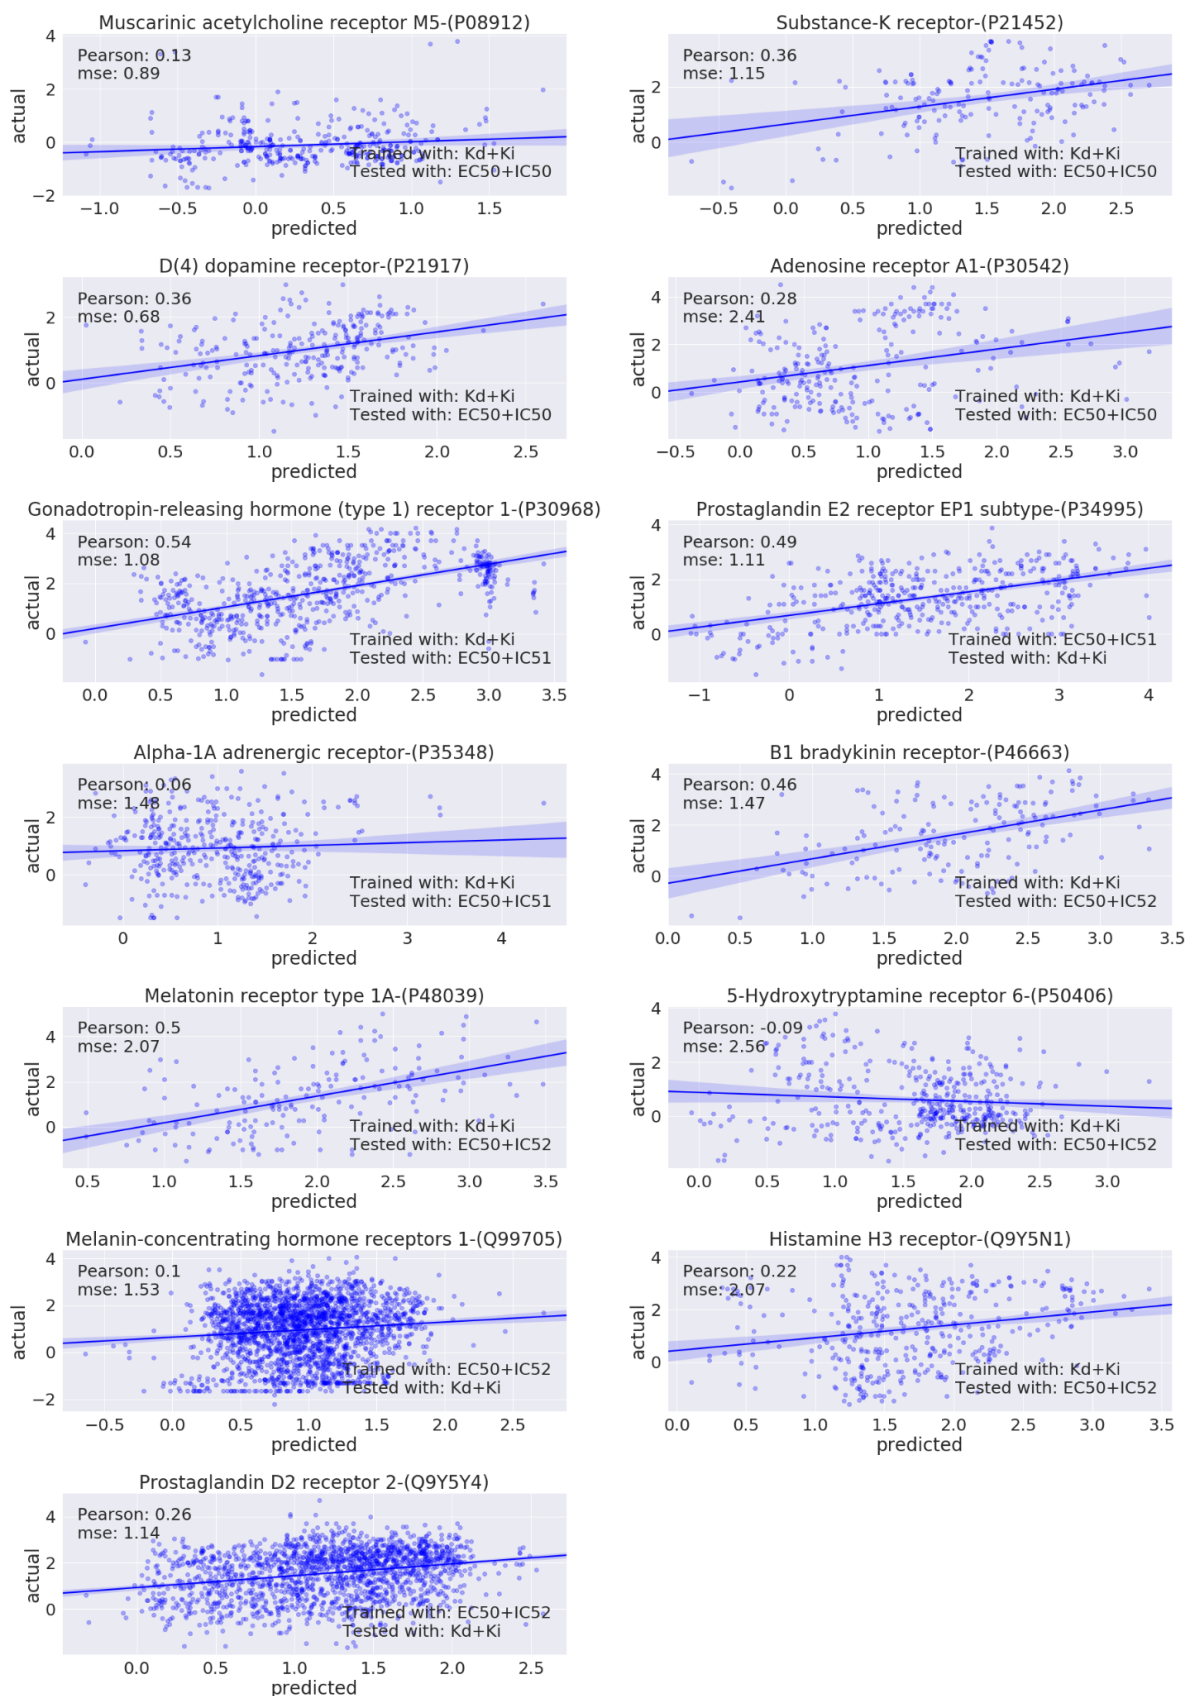 Muscarinic acetylcholine receptor M5-(P08912)
Pearson: 0.13
mse: 0.89
Trained with: Kd+Ki
Tested with: EC50+IC50
actual
4
2
0
−2
−1.0 −0.5 0.0 0.5 1.0 1.5
predicted
Substance-K receptor-(P21452)
Pearson: 0.36
mse: 1.15
Trained with: Kd+Ki
Tested with: EC50+IC50
actual
2
0
−0.5 0.0 0.5 1.0 1.5 2.0 2.5
predicted
D(4) dopamine receptor-(P21917)
Pearson: 0.36
mse: 0.68
Trained with: Kd+Ki
Tested with: EC50+IC50
actual
2
0
0.0 0.5 1.0 1.5 2.0 2.5
predicted
Adenosine receptor A1-(P30542)
Pearson: 0.28
mse: 2.41
Trained with: Kd+Ki
Tested with: EC50+IC50
actual
4
2
0
−0.5 0.0 0.5 1.0 1.5 2.0 2.5 3.0
predicted
Gonadotropin-releasing hormone (type 1) receptor 1-(P30968)
Pearson: 0.54
mse: 1.08
Trained with: Kd+Ki
Tested with: EC50+IC51
actual
4
2
0
0.0 0.5 1.0 1.5 2.0 2.5 3.0 3.5
predicted
Prostaglandin E2 receptor EP1 subtype-(P34995)
Pearson: 0.49
mse: 1.11
Trained with: EC50+IC51
Tested with: Kd+Ki
actual
4
2
0
−1 0 1 2 3 4
predicted
Alpha-1A adrenergic receptor-(P35348)
Pearson: 0.06
mse: 1.48
Trained with: Kd+Ki
Tested with: EC50+IC51
actual
2
0
0 1 2 3 4
predicted
B1 bradykinin receptor-(P46663)
Pearson: 0.46
mse: 1.47
Trained with: Kd+Ki
Tested with: EC50+IC52
actual
4
2
0
0.0 0.5 1.0 1.5 2.0 2.5 3.0 3.5
predicted
Melatonin receptor type 1A-(P48039)
Pearson: 0.5
mse: 2.07
Trained with: Kd+Ki
Tested with: EC50+IC52
actual
4
2
0
0.5 1.0 1.5 2.0 2.5 3.0 3.5
predicted
5-Hydroxytryptamine receptor 6-(P50406)
Pearson: -0.09
mse: 2.56
Trained with: Kd+Ki
Tested with: EC50+IC52
actual
4
2
0
0.0 0.5 1.0 1.5 2.0 2.5 3.0
predicted
Melanin-concentrating hormone receptors 1-(Q99705)
Pearson: 0.1
mse: 1.53
Trained with: EC50+IC52
Tested with: Kd+Ki
actual
4
2
0
−2
−0.5 0.0 0.5 1.0 1.5 2.0 2.5
predicted
Histamine H3 receptor-(Q9Y5N1)
Pearson: 0.22
mse: 2.07
Trained with: Kd+Ki
Tested with: EC50+IC52
actual
4
2
0
0.0 0.5 1.0 1.5 2.0 2.5 3.0 3.5
predicted
Prostaglandin D2 receptor 2-(Q9Y5Y4)
Pearson: 0.26
mse: 1.14
Trained with: EC50+IC52
Tested with: Kd+Ki
actual
4
2
0
0.0 0.5 1.0 1.5 2.0 2.5
predicted